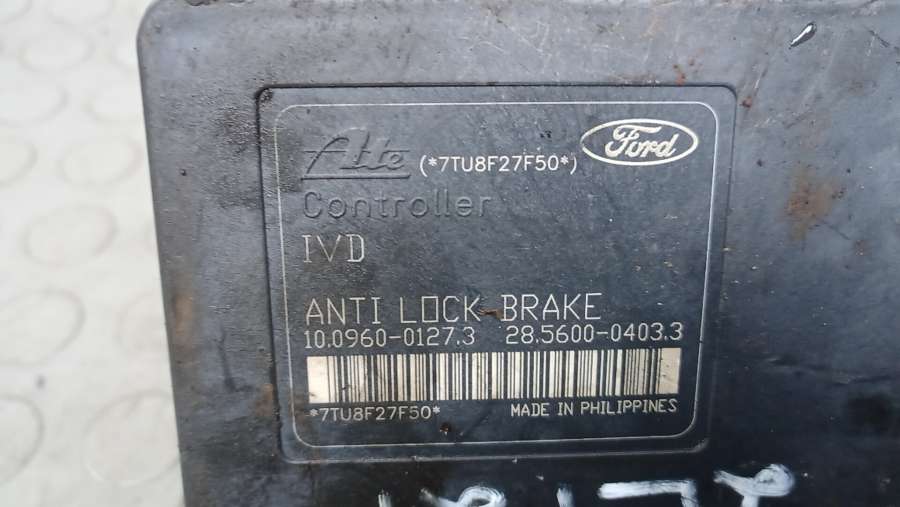 Ate (*7TU8F27F50*) Ford
Controller
IVD
ANTI LOCK BRAKE
10.0960-0127.3 28.5600-0403.3
*7TU8F27F50* MADE IN PHILIPPINES